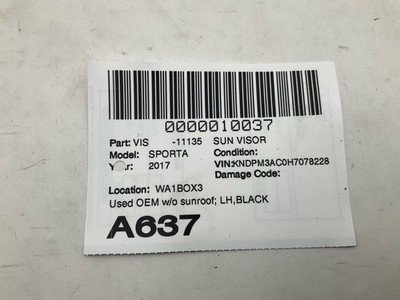 0000010037
Part: VIS -11135 SUN VISOR
Model: SPORTA Condition:
Year: 2017 VIN:KNDPM3AC0H7078228
Damage Code:
Location: WA1BOX3
Used OEM w/o sunroof; LH,BLACK
A637